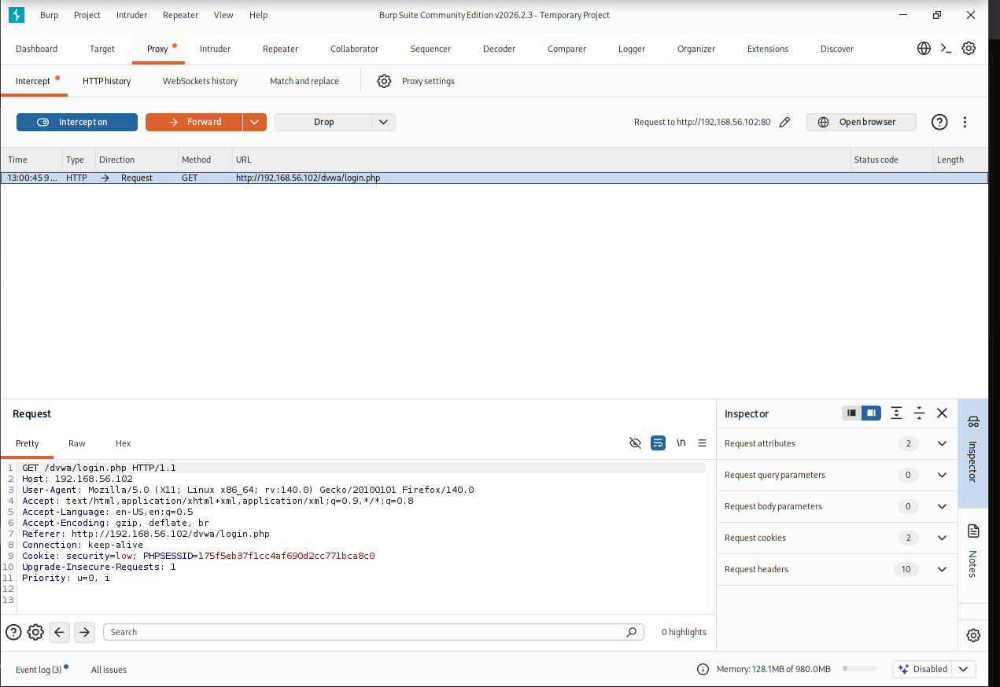 Burp Project Intruder Repeater View Help Burp Suite Community Edition v2026.2.3 - Temporary Project
Dashboard Target Proxy Intruder Repeater Collaborator Sequencer Decoder Comparer Logger Organizer Extensions Discover
Intercept HTTP history WebSockets history Match and replace Proxy settings
Intercept on Forward Drop Request to http://192.168.56.102:80 Open browser
Time Type Direction Method URL Status code Length
13:00:45 9... HTTP Request GET http://192.168.56.102/dvwa/login.php
Request
Pretty Raw Hex \n
1 GET /dvwa/login.php HTTP/1.1
2 Host: 192.168.56.102
3 User-Agent: Mozilla/5.0 (X11; Linux x86_64; rv:140.0) Gecko/20100101 Firefox/140.0
4 Accept: text/html,application/xhtml+xml,application/xml;q=0.9,*/*;q=0.8
5 Accept-Language: en-US,en;q=0.5
6 Accept-Encoding: gzip, deflate, br
7 Referer: http://192.168.56.102/dvwa/login.php
8 Connection: keep-alive
9 Cookie: security=low; PHPSESSID=175f5eb37f1cc4af690d2cc771bca8c0
10 Upgrade-Insecure-Requests: 1
11 Priority: u=0, i
12
13
Search 0 highlights
Inspector
Request attributes 2
Request query parameters 0
Request body parameters 0
Request cookies 2
Request headers 10
Inspector
Notes
Event log (3) All issues Memory: 128.1MB of 980.0MB Disabled